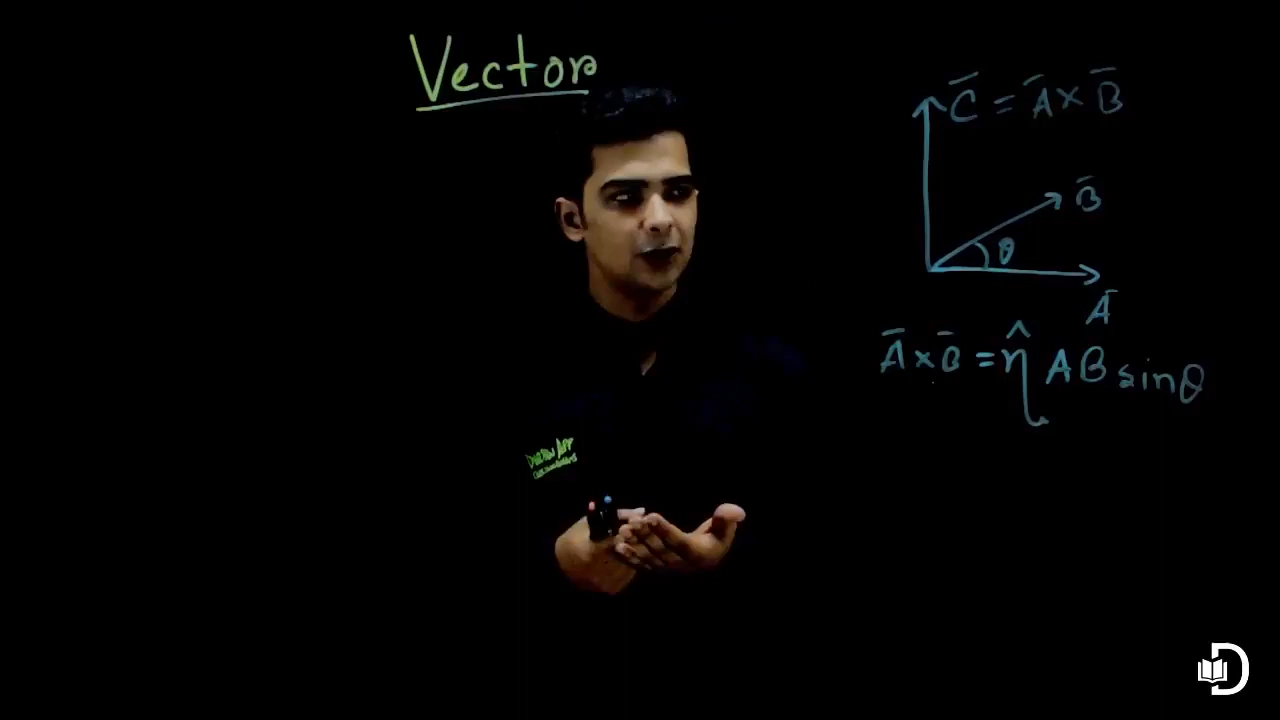 Vector
C̄ = Ā × B̄
B̄
θ
Ā
Ā × B̄ = η̂ AB sinθ